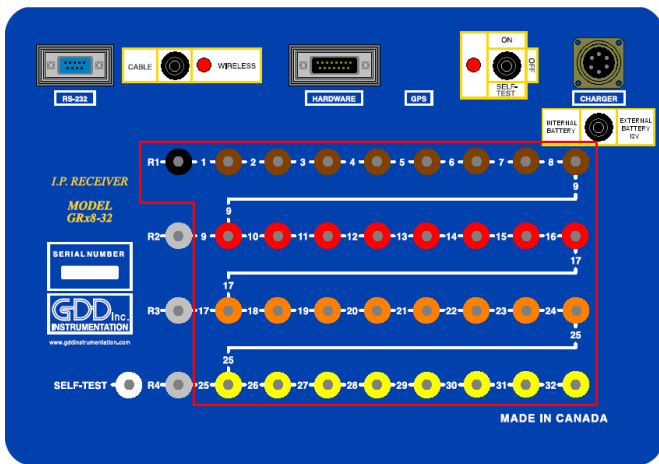 ON
OFF
SELF-
TEST
CABLE
WIRELESS
RS-232
HARDWARE
GPS
CHARGER
INTERNAL
BATTERY
EXTERNAL
BATTERY
12V
R1 1 2 3 4 5 6 7 8
9
I.P. RECEIVER
MODEL
GRx8-32
9
R2 9 10 11 12 13 14 15 16
17
SERIAL NUMBER
17
R3 17 18 19 20 21 22 23 24
GDD Inc.
INSTRUMENTATION
www.gddinstrumentation.com
25
25
SELF-TEST R4 25 26 27 28 29 30 31 32
MADE IN CANADA